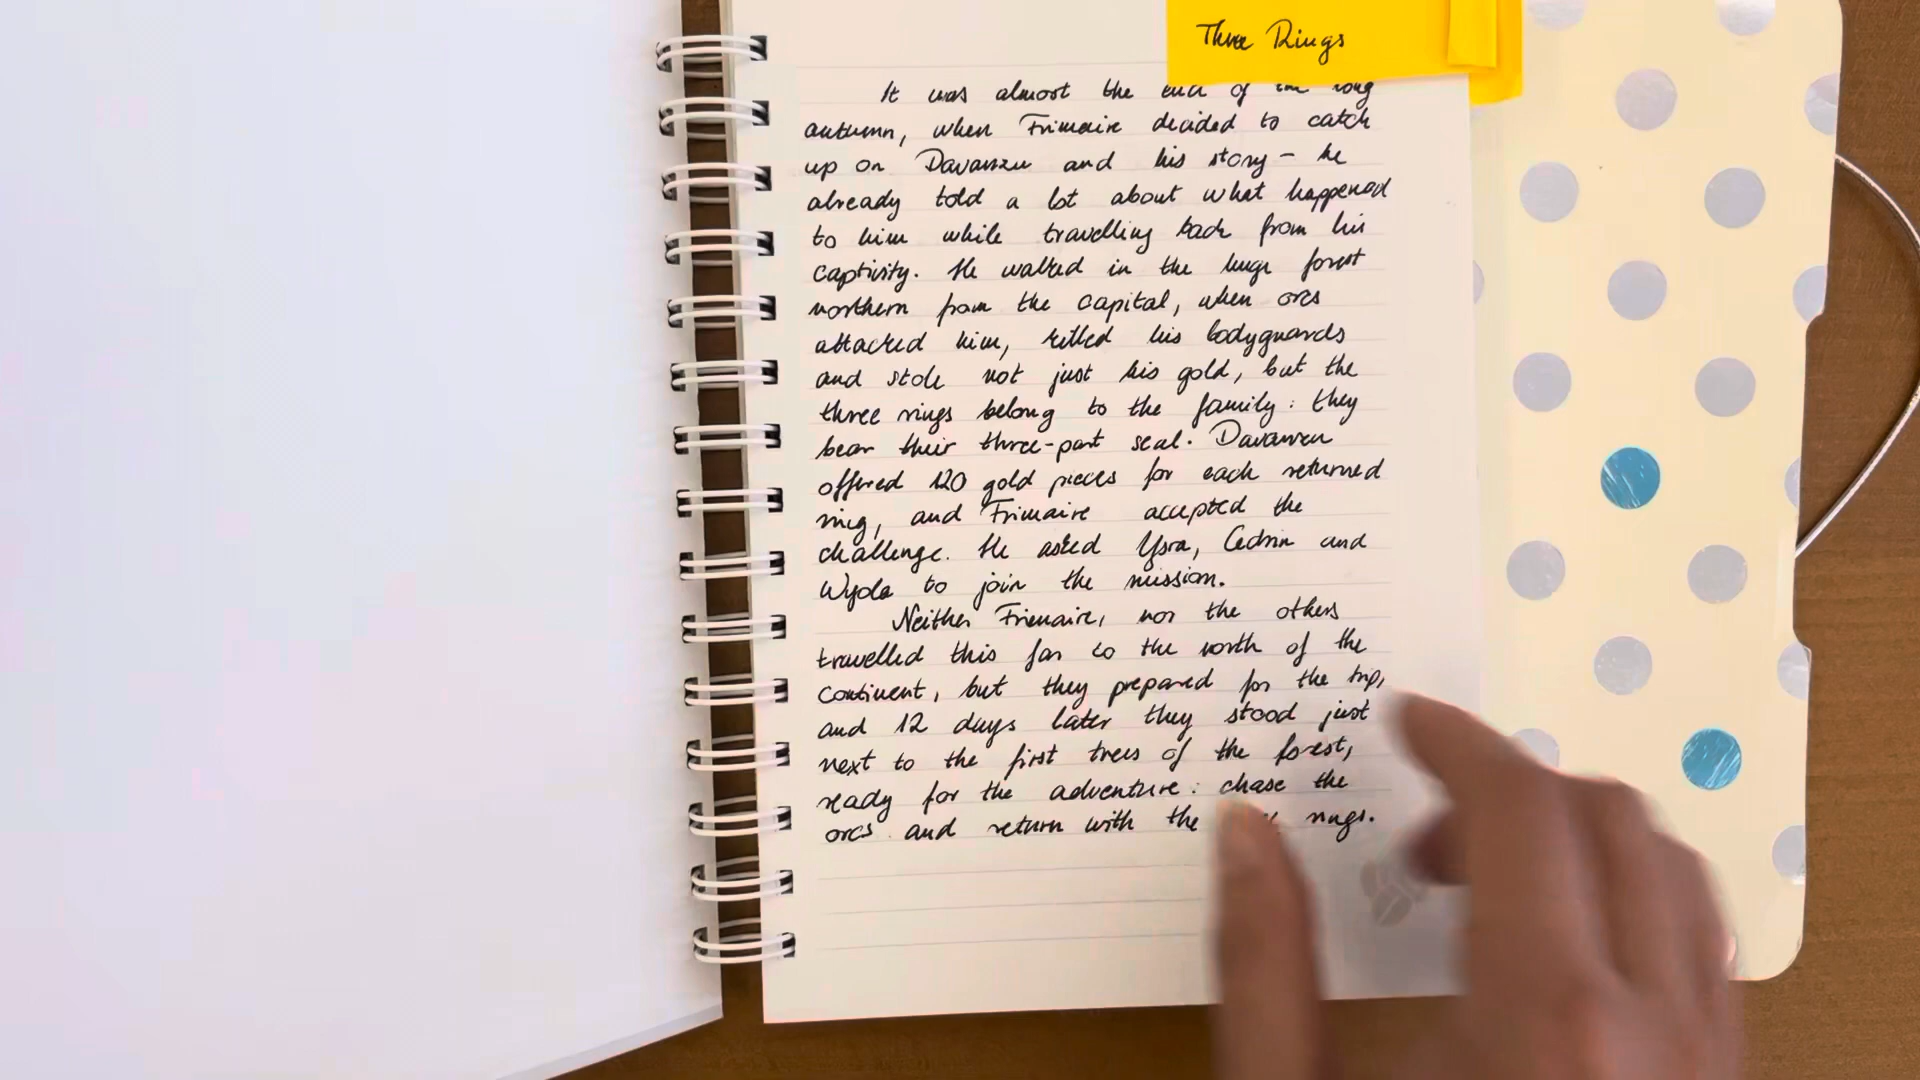 Three Rings
It was almost the end of the long
autumn, when Frimaire decided to catch
up on Davanzu and his story - he
already told a lot about what happened
to him while travelling back from his
captivity. He walked in the huge forest
northern from the capital, when orcs
attacked him, killed his bodyguards
and stole not just his gold, but the
three rings belong to the family: they
bear their three-part seal. Davanzu
offered 120 gold pieces for each returned
ring, and Frimaire accepted the
challenge. He asked Ysra, Cedrin and
Wyola to join the mission.
Neither Frimaire, nor the others
travelled this far to the north of the
continent, but they prepared for the trip,
and 12 days later they stood just
next to the first trees of the forest,
ready for the adventure: chase the
orcs and return with the rings.